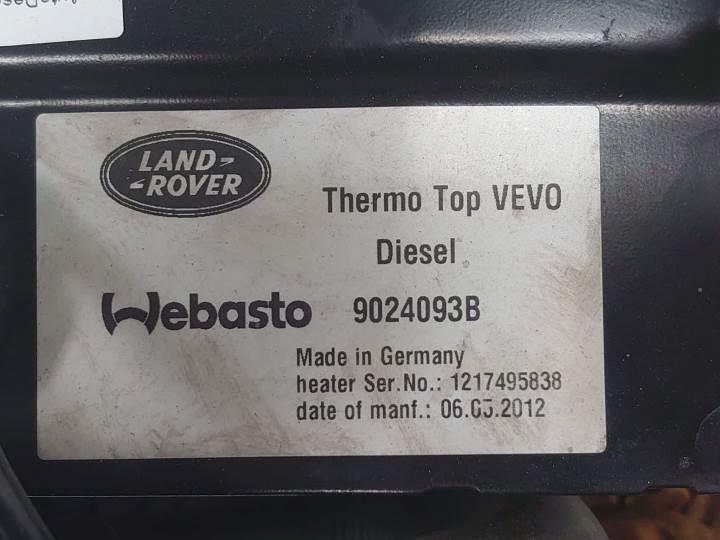 LAND-
-ROVER
Thermo Top VEVO
Diesel
Webasto 9024093B
Made in Germany
heater Ser.No.: 1217495838
date of manf.: 06.05.2012